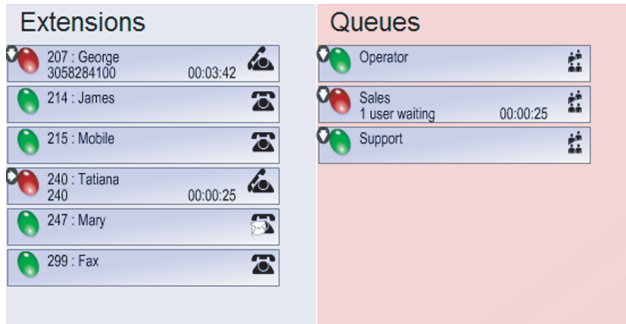 Extensions
207 : George
3058284100 00:03:42
214 : James
215 : Mobile
240 : Tatiana
240 00:00:25
247 : Mary
299 : Fax
Queues
Operator
Sales
1 user waiting 00:00:25
Support